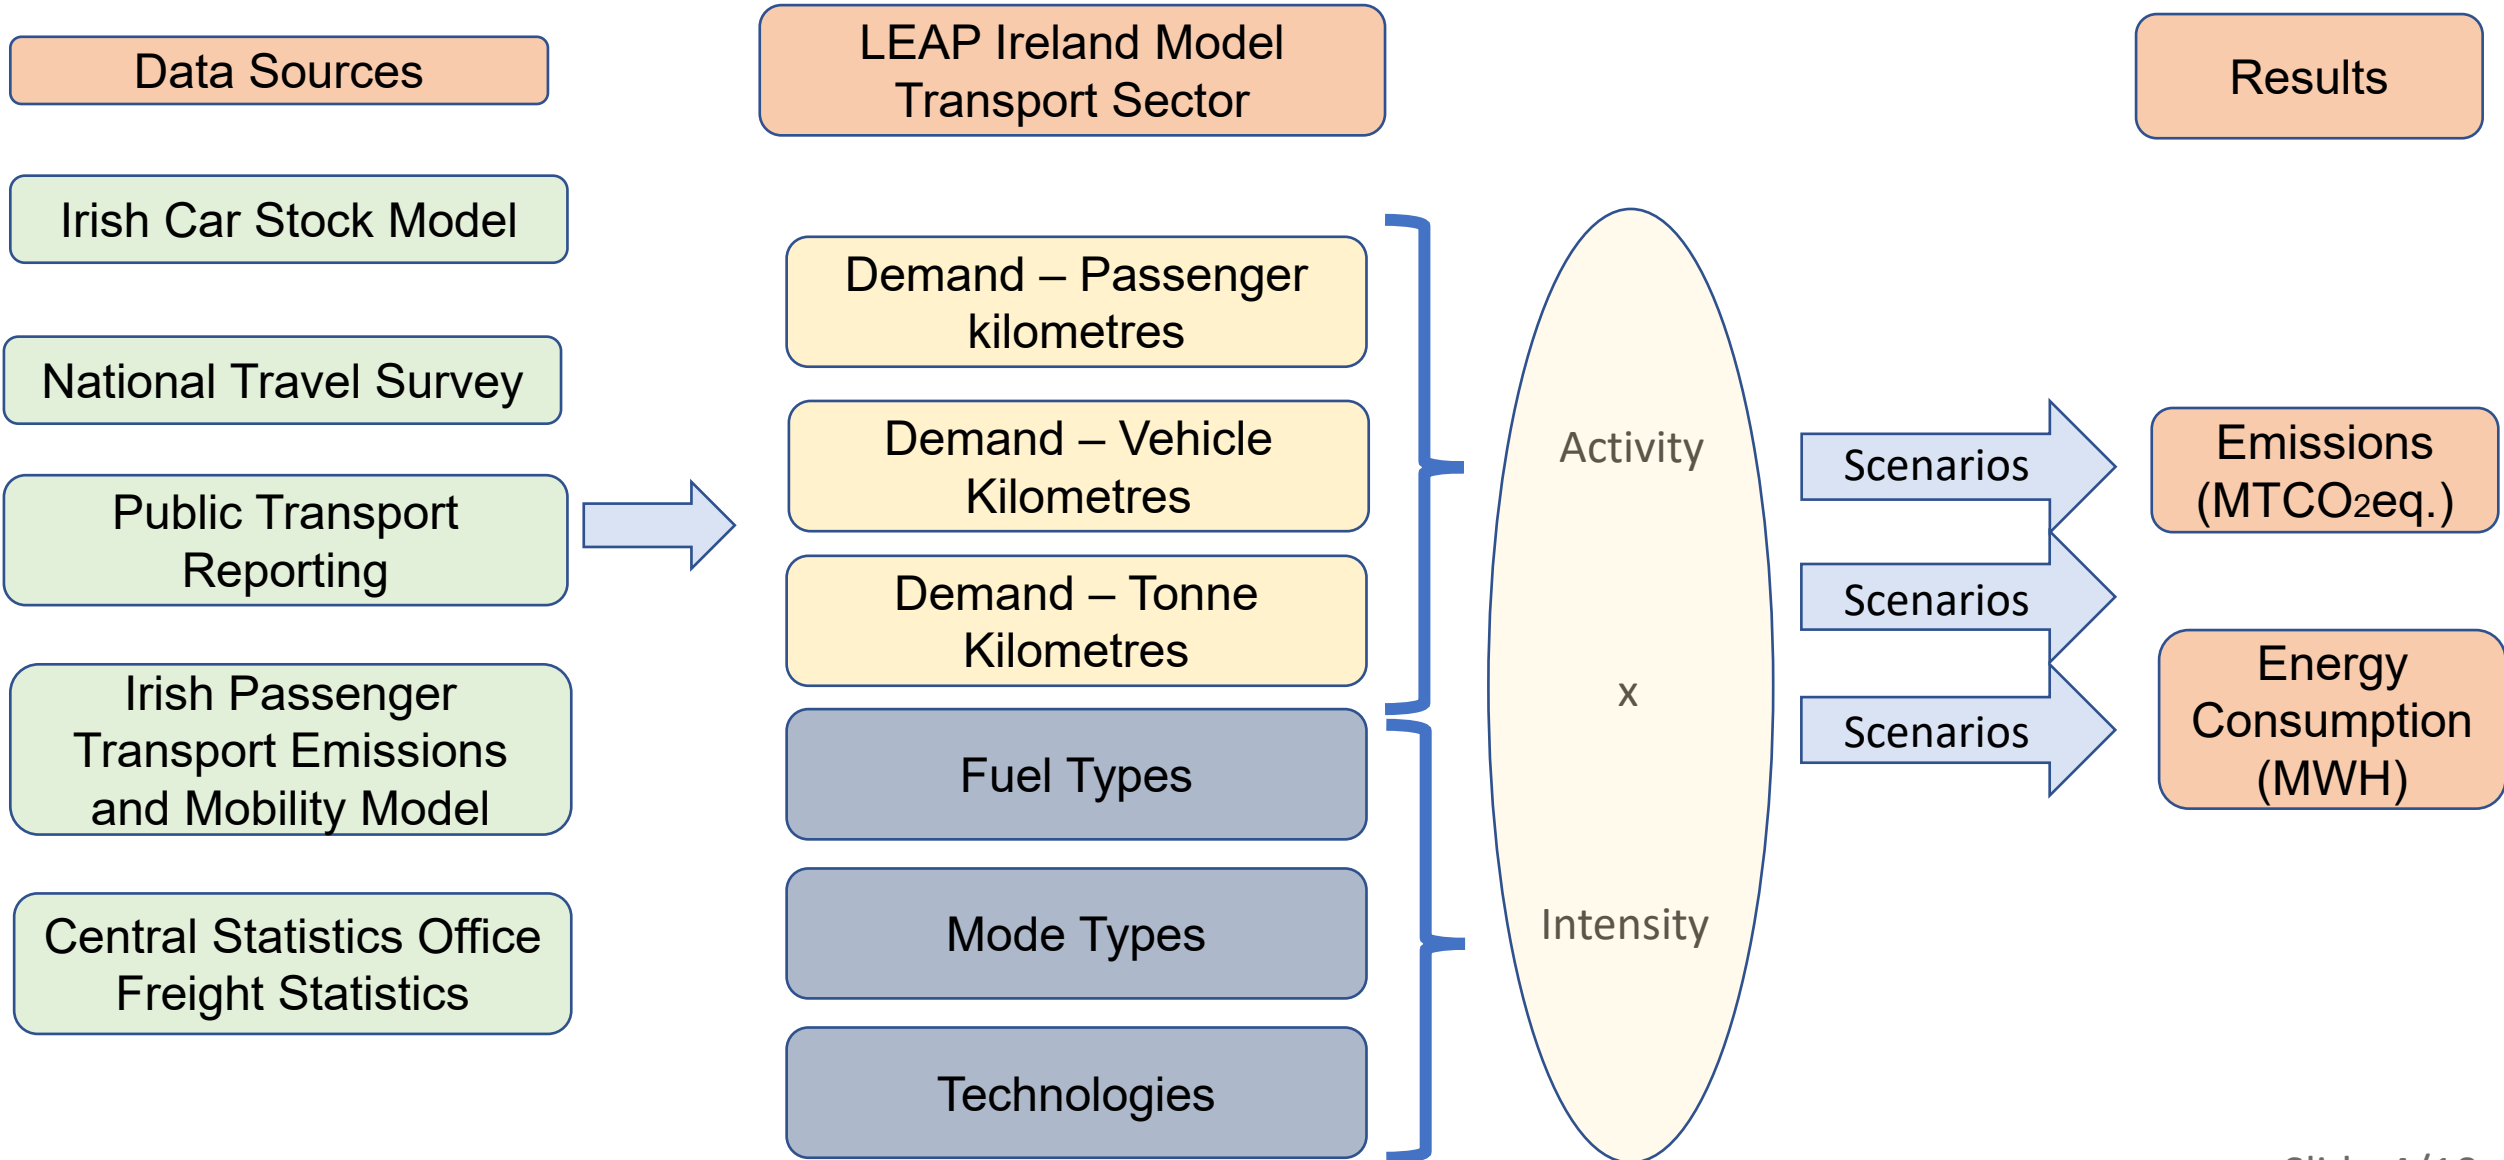 Data Sources
LEAP Ireland Model
Transport Sector
Results
Irish Car Stock Model
National Travel Survey
Public Transport
Reporting
Irish Passenger
Transport Emissions
and Mobility Model
Central Statistics Office
Freight Statistics
Demand – Passenger
kilometres
Demand – Vehicle
Kilometres
Demand – Tonne
Kilometres
Fuel Types
Mode Types
Technologies
Activity
x
Intensity
Scenarios
Scenarios
Scenarios
Emissions
(MTCO2eq.)
Energy
Consumption
(MWH)